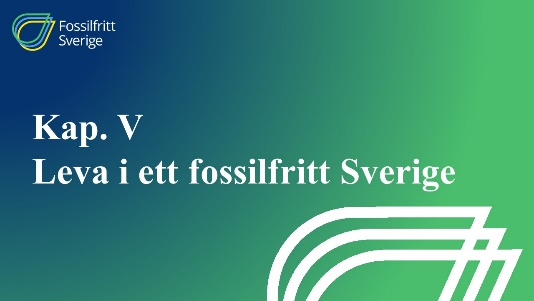 Fossilfritt
Sverige
Kap. V
Leva i ett fossilfritt Sverige